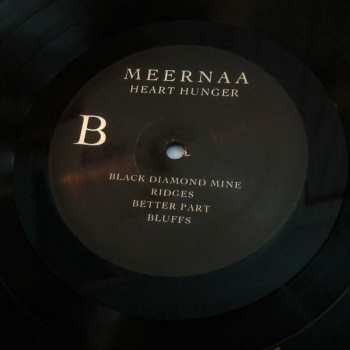 MEERNAA
HEART HUNGER
B
BLACK DIAMOND MINE
RIDGES
BETTER PART
BLUFFS